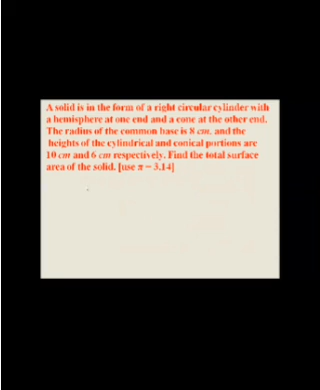 A solid is in the form of a right circular cylinder with
a hemisphere at one end and a cone at the other end.
The radius of the common base is 8 cm. and the
heights of the cylindrical and conical portions are
10 cm and 6 cm respectively. Find the total surface
area of the solid. [use π = 3.14]